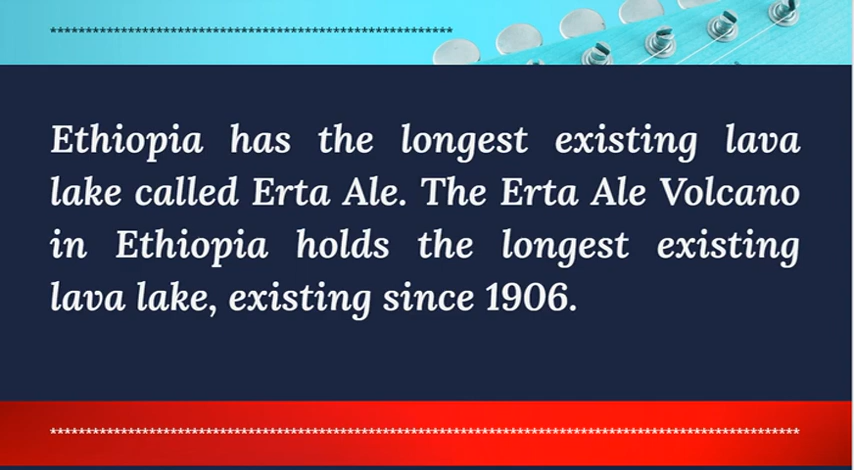 Ethiopia has the longest existing lava
lake called Erta Ale. The Erta Ale Volcano
in Ethiopia holds the longest existing
lava lake, existing since 1906.